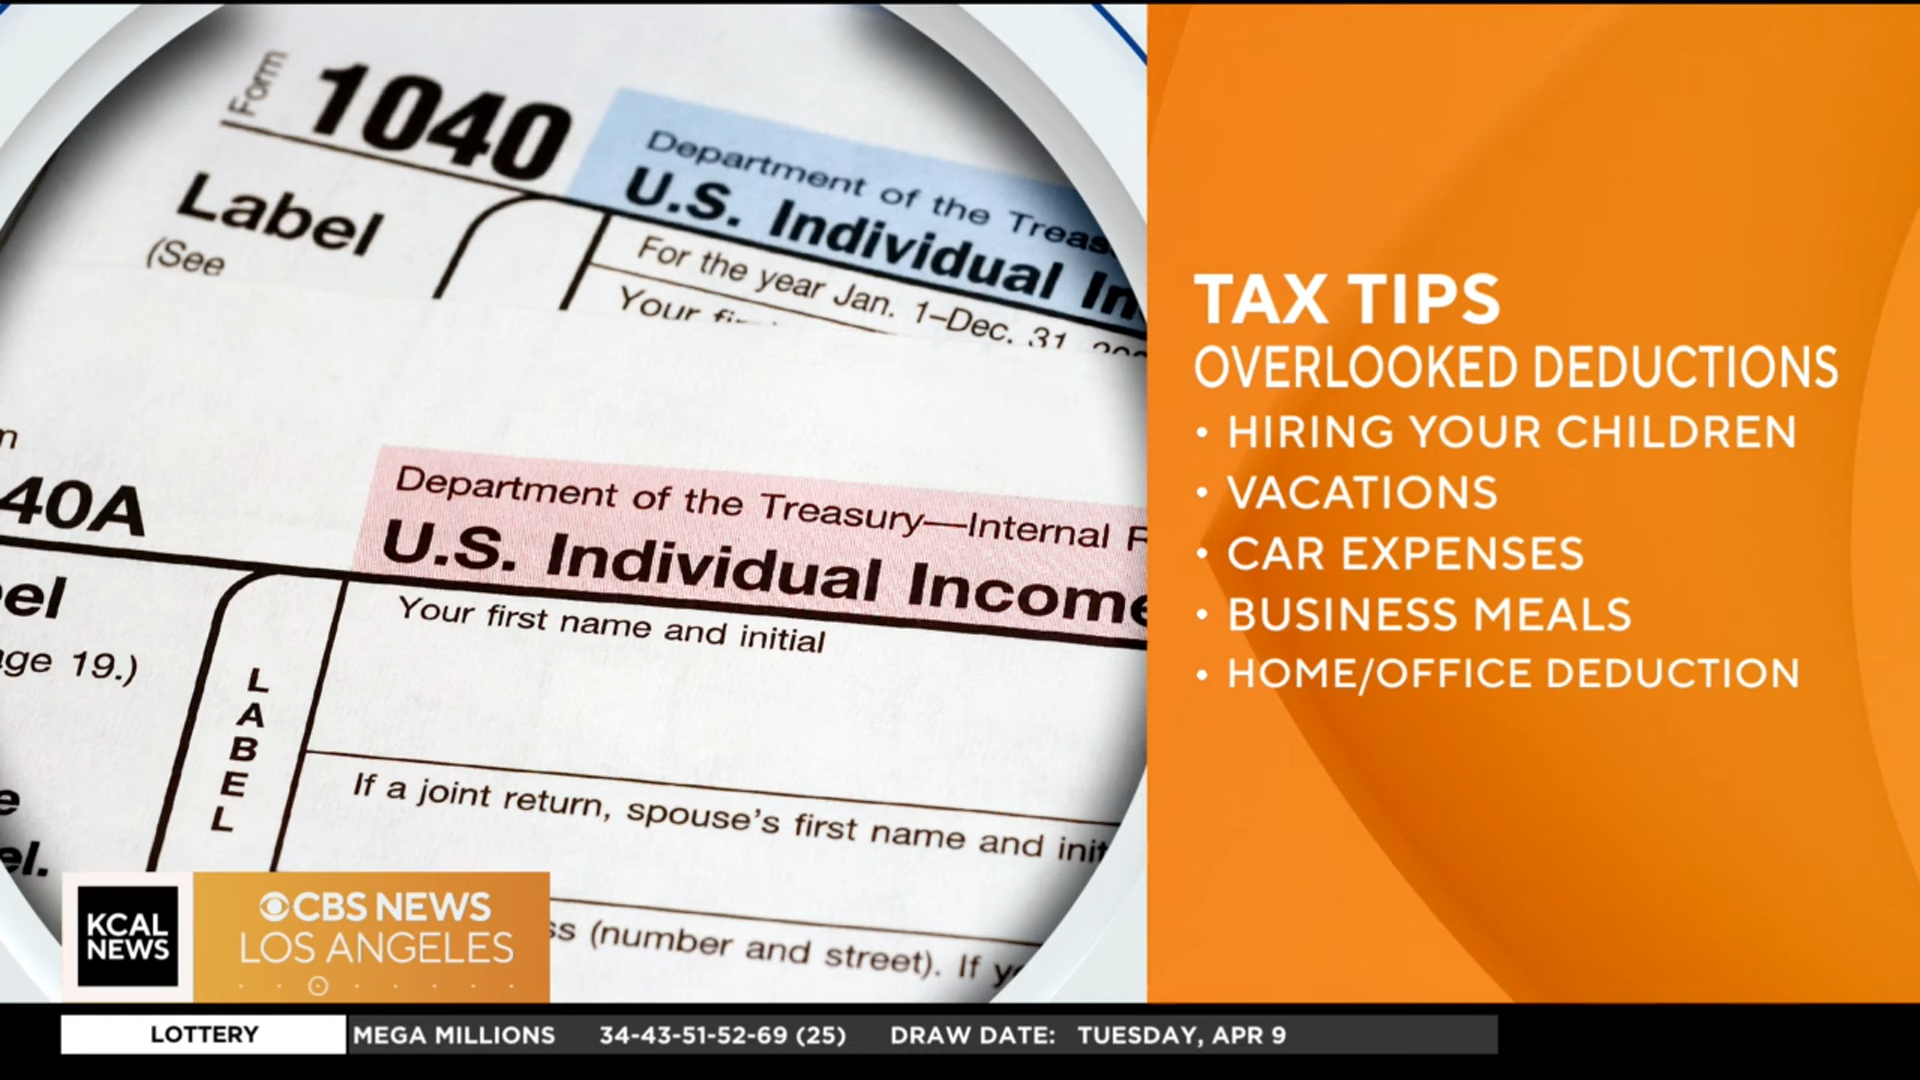 Form 1040
Department of the Treas
U.S. Individual In
Label
(See
For the year Jan. 1–Dec. 31
Your
40A
Department of the Treasury—Internal
U.S. Individual Income
el
Your first name and initial
ge 19.)
LABEL
If a joint return, spouse's first name and init
e
el.
ss (number and street). If
TAX TIPS
OVERLOOKED DEDUCTIONS
• HIRING YOUR CHILDREN
• VACATIONS
• CAR EXPENSES
• BUSINESS MEALS
• HOME/OFFICE DEDUCTION
KCAL
NEWS
CBS NEWS
LOS ANGELES
LOTTERY MEGA MILLIONS 34-43-51-52-69 (25) DRAW DATE: TUESDAY, APR 9